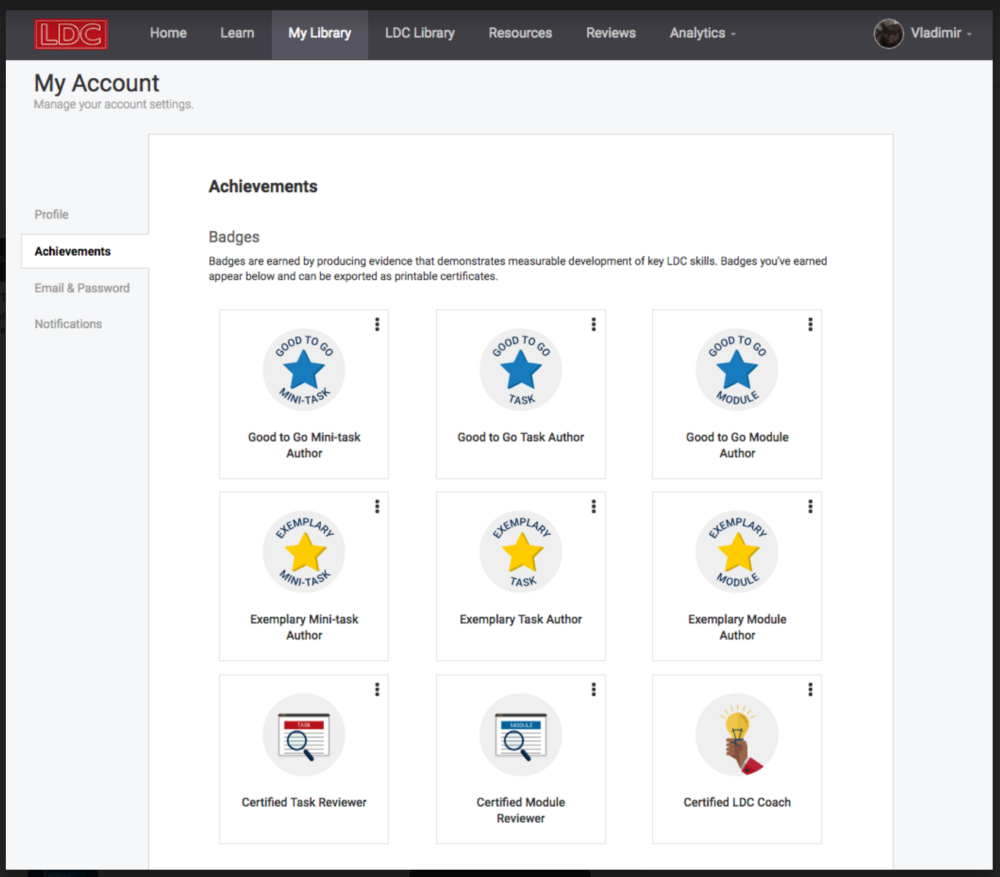 LDC
Home
Learn
My Library
LDC Library
Resources
Reviews
Analytics
Vladimir
My Account
Manage your account settings.
Profile
Achievements
Email & Password
Notifications
Achievements
Badges
Badges are earned by producing evidence that demonstrates measurable development of key LDC skills. Badges you've earned
appear below and can be exported as printable certificates.
GOOD TO GO
MINI-TASK
Good to Go Mini-task
Author
GOOD TO GO
TASK
Good to Go Task Author
GOOD TO GO
MODULE
Good to Go Module
Author
EXEMPLARY
MINI-TASK
Exemplary Mini-task
Author
EXEMPLARY
TASK
Exemplary Task Author
EXEMPLARY
MODULE
Exemplary Module
Author
TASK
Certified Task Reviewer
MODULE
Certified Module
Reviewer
Certified LDC Coach